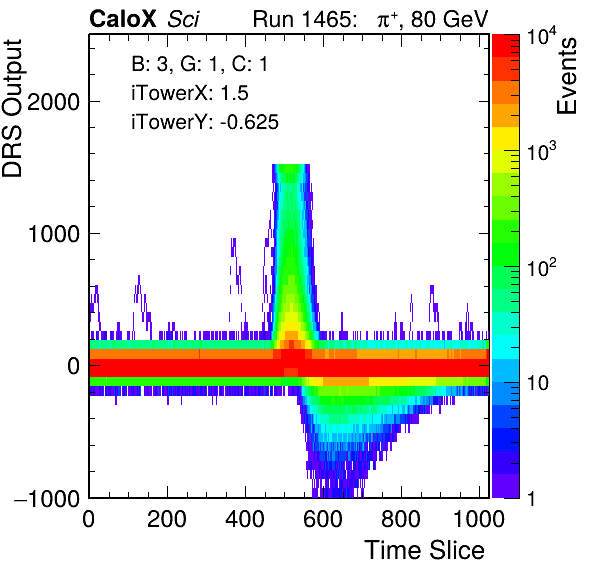 CaloX Sci Run 1465: π⁺, 80 GeV
B: 3, G: 1, C: 1
iTowerX: 1.5
iTowerY: -0.625
DRS Output
2000
1000
0
−1000
0 200 400 600 800 1000
Time Slice
Events
10⁴
10³
10²
10
1